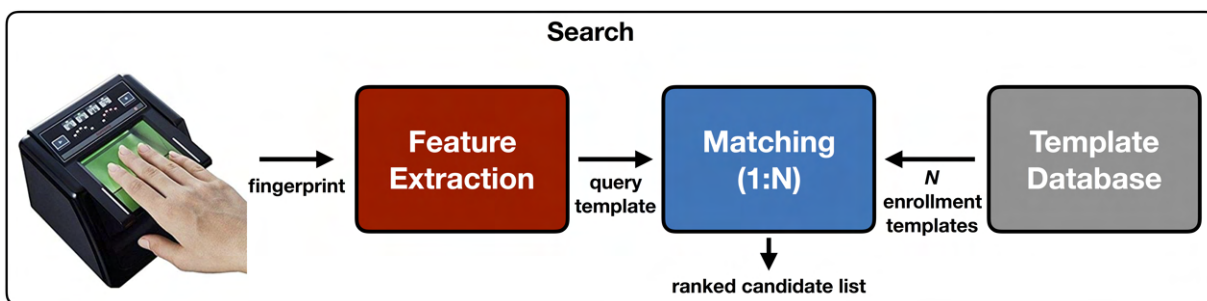 Search
fingerprint
Feature
Extraction
query
template
Matching
(1:N)
N
enrollment
templates
Template
Database
ranked candidate list